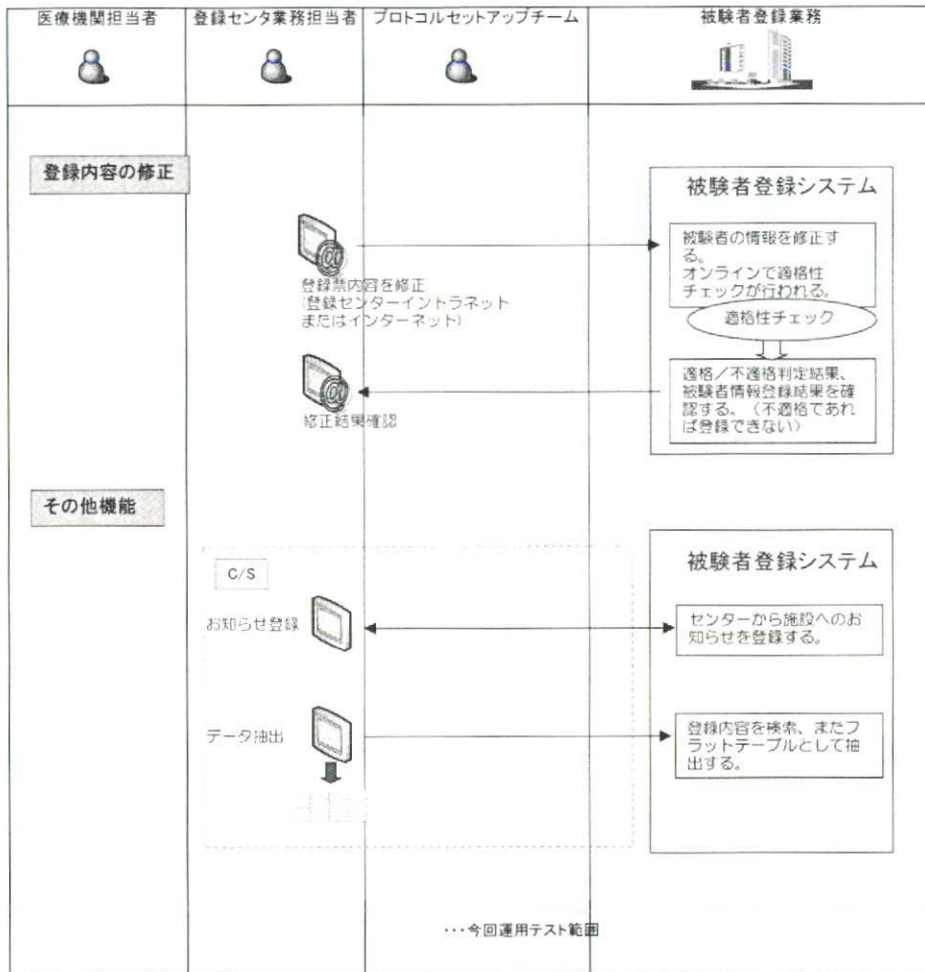 医療機関担当者
登録センタ業務担当者
プロトコルセットアップチーム
被験者登録業務
登録内容の修正
被験者登録システム
被験者の情報を修正す
る。
オンラインで適格性
チェックが行われる。
登録票内容を修正
(登録センターイントラネット
またはインターネット)
適格性チェック
適格/不適格判定結果、
被験者情報登録結果を確
認する。(不適格であれ
ば登録できない)
修正結果確認
その他機能
被験者登録システム
C/S
お知らせ登録
センターから施設へのお
知らせを登録する。
データ抽出
登録内容を検索、またフ
ラットテーブルとして抽
出する。
・・・今回運用テスト範囲